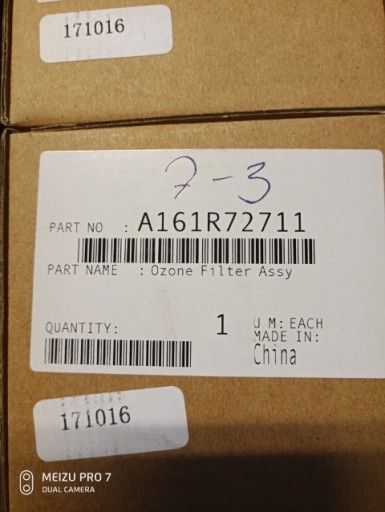 171016
7-3
PART NO : A161R72711
PART NAME : Ozone Filter Assy
QUANTITY: 1 U M: EACH
MADE IN:
China
171016
MEIZU PRO 7
DUAL CAMERA